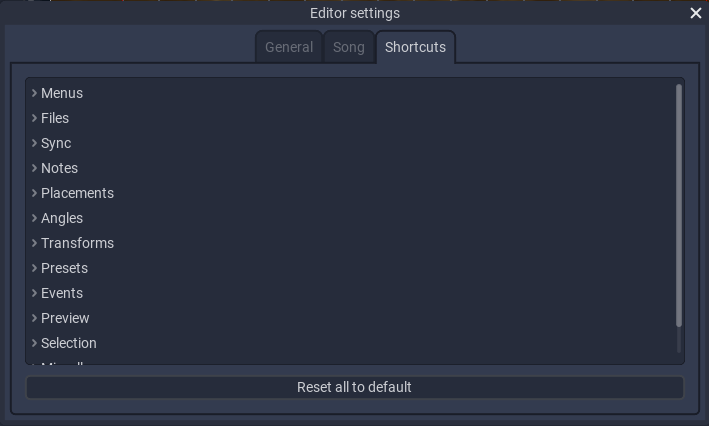 Editor settings
General Song Shortcuts
Menus
Files
Sync
Notes
Placements
Angles
Transforms
Presets
Events
Preview
Selection
Reset all to default